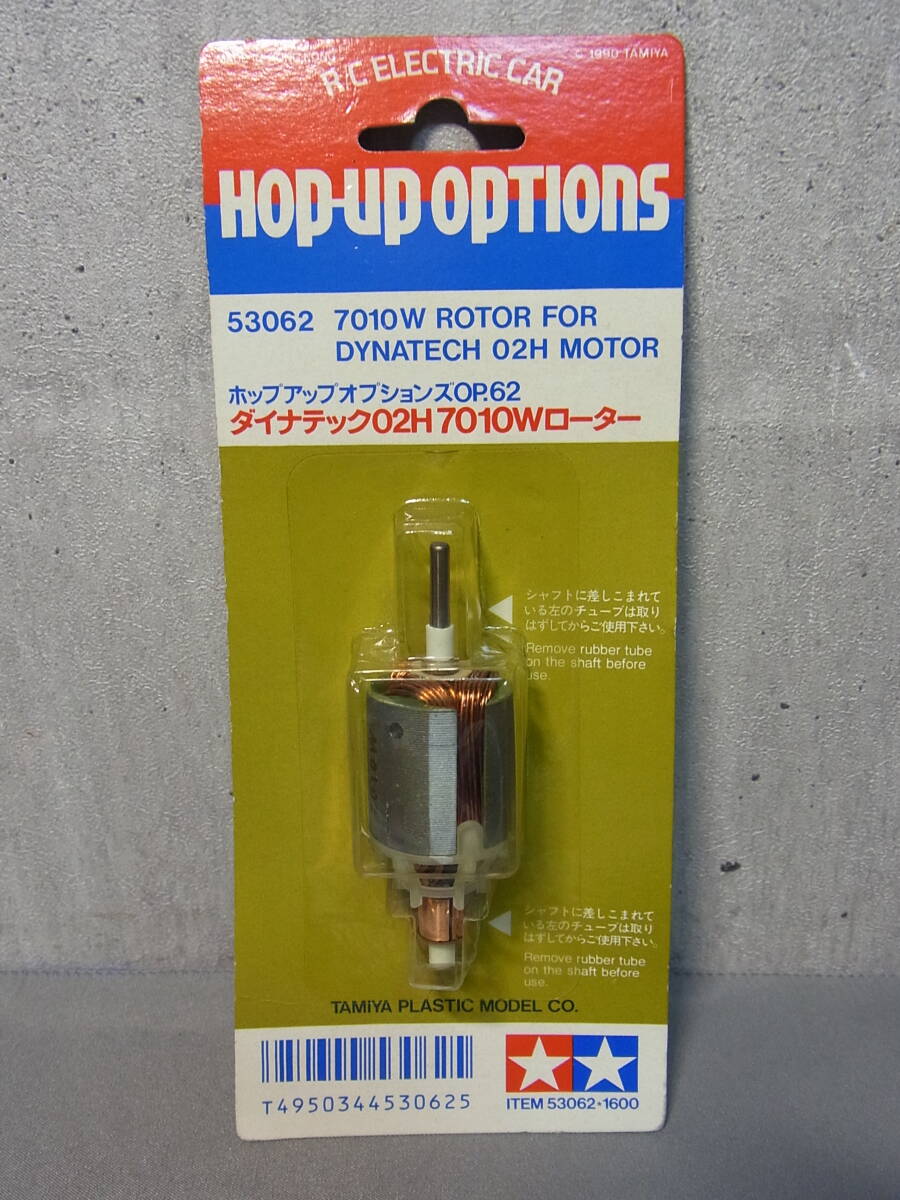 MADE IN HONG KONG
© 1990 TAMIYA
R/C ELECTRIC CAR
HOP-UP OPTIONS
53062 7010W ROTOR FOR
DYNATECH 02H MOTOR
ホップアップオプションズOP.62
ダイナテック02H7010Wローター
シャフトに差しこまれて
いる左のチューブは取り
はずしてからご使用下さい。
Remove rubber tube
on the shaft before
use.
シャフトに差しこまれて
いる左のチューブは取り
はずしてからご使用下さい。
Remove rubber tube
on the shaft before
use.
TAMIYA PLASTIC MODEL CO.
T4950344530625
ITEM 53062★1600